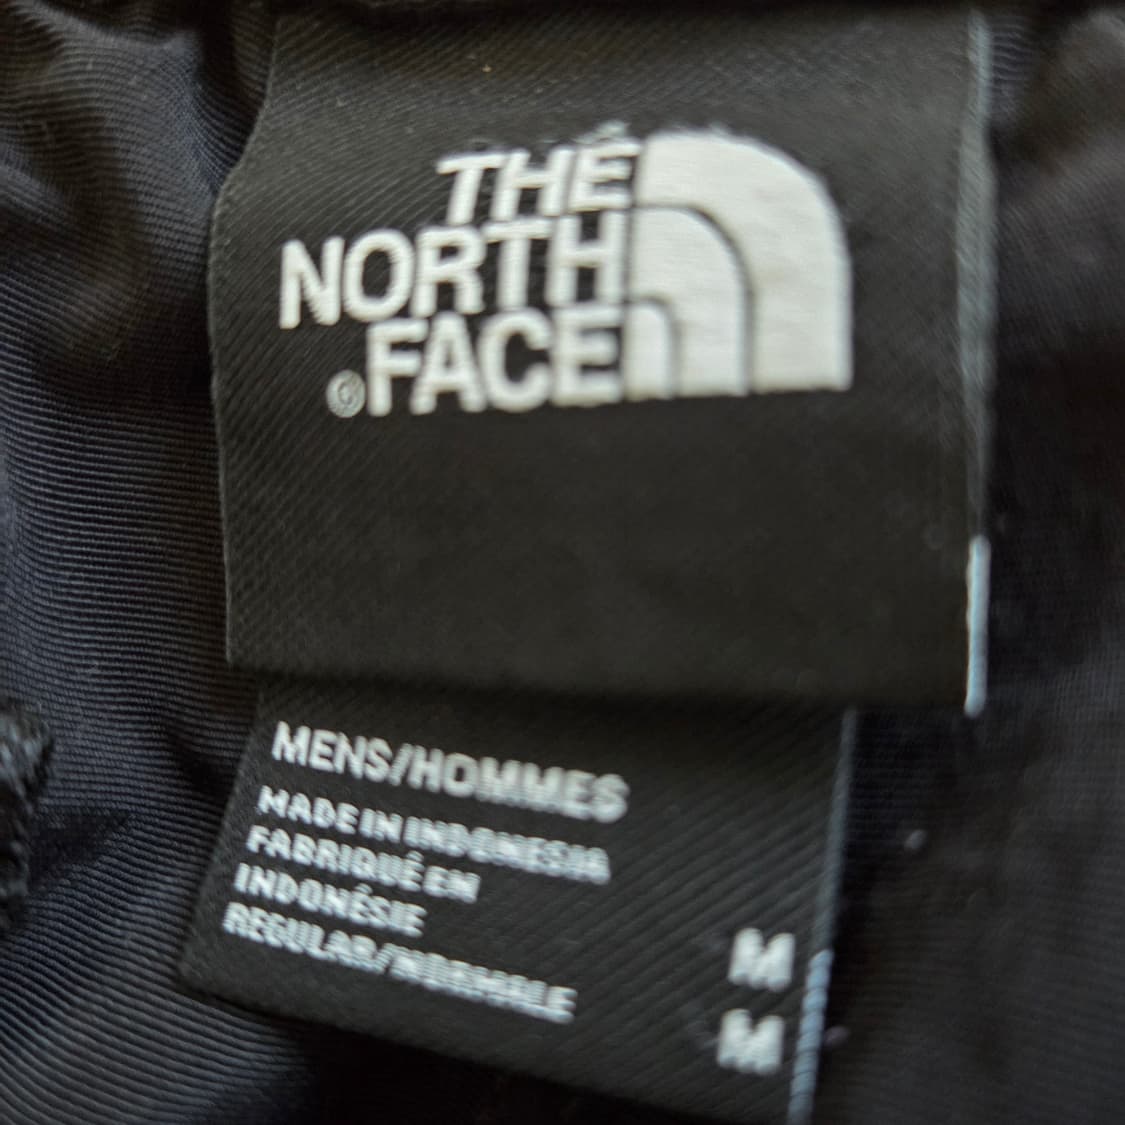 THE
NORTH
FACE
MENS/HOMMES
MADE IN INDONESIA
FABRIQUÉ EN
INDONÉSIE
REGULAR/NORMALE
M
M